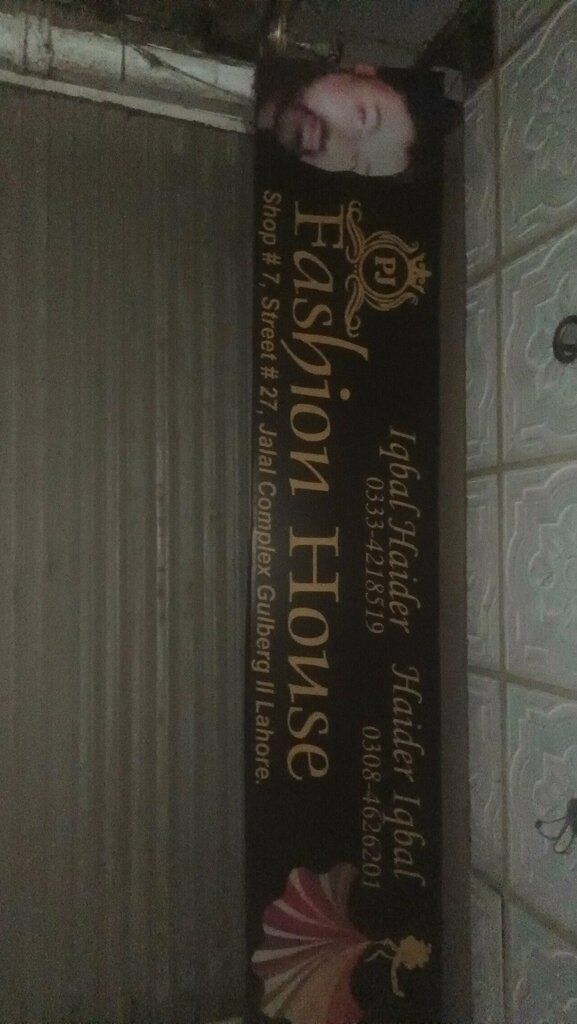 PJ
Iqbal Haider
0333-4218519
Haider Iqbal
0308-4626201
Fashion House
Shop # 7, Street # 27, Jalal Complex Gulberg II Lahore.